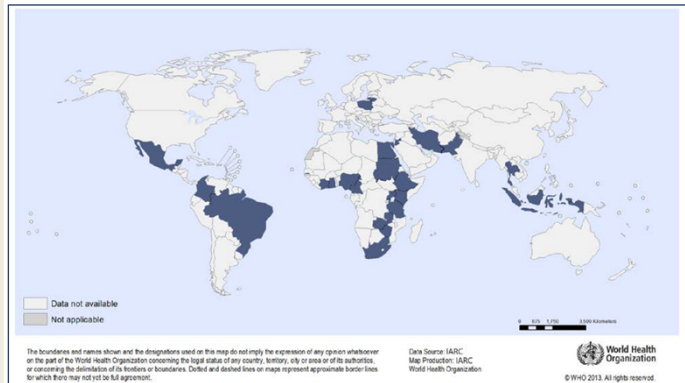 Data not available
Not applicable
The boundaries and names shown and the designations used on this map do not imply the expression of any opinion whatsoever
on the part of the World Health Organization concerning the legal status of any country, territory, city or area or of its authorities,
or concerning the delimitation of its frontiers or boundaries. Dotted and dashed lines on maps represent approximate border lines
for which there may not yet be full agreement.
Data Source: IARC
Map Production: IARC
World Health Organization
World Health
Organization
© WHO 2013. All rights reserved.